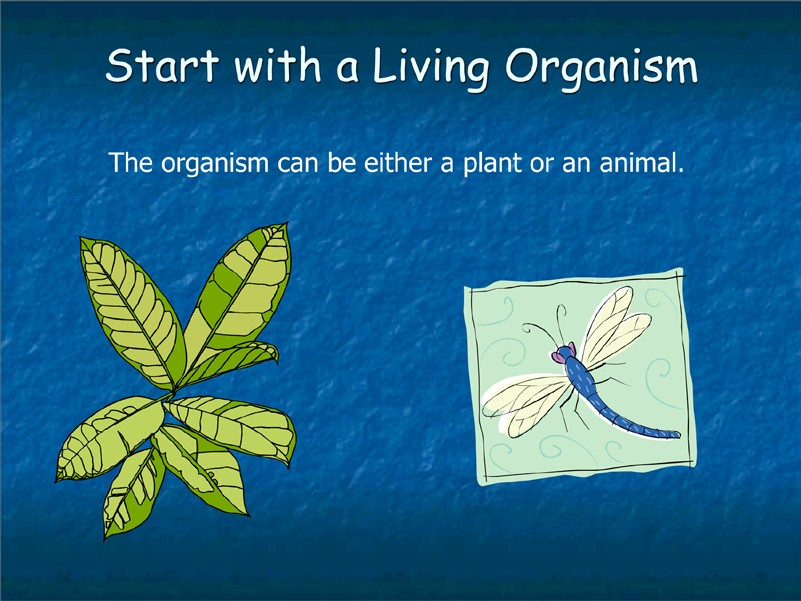 Start with a Living Organism
The organism can be either a plant or an animal.